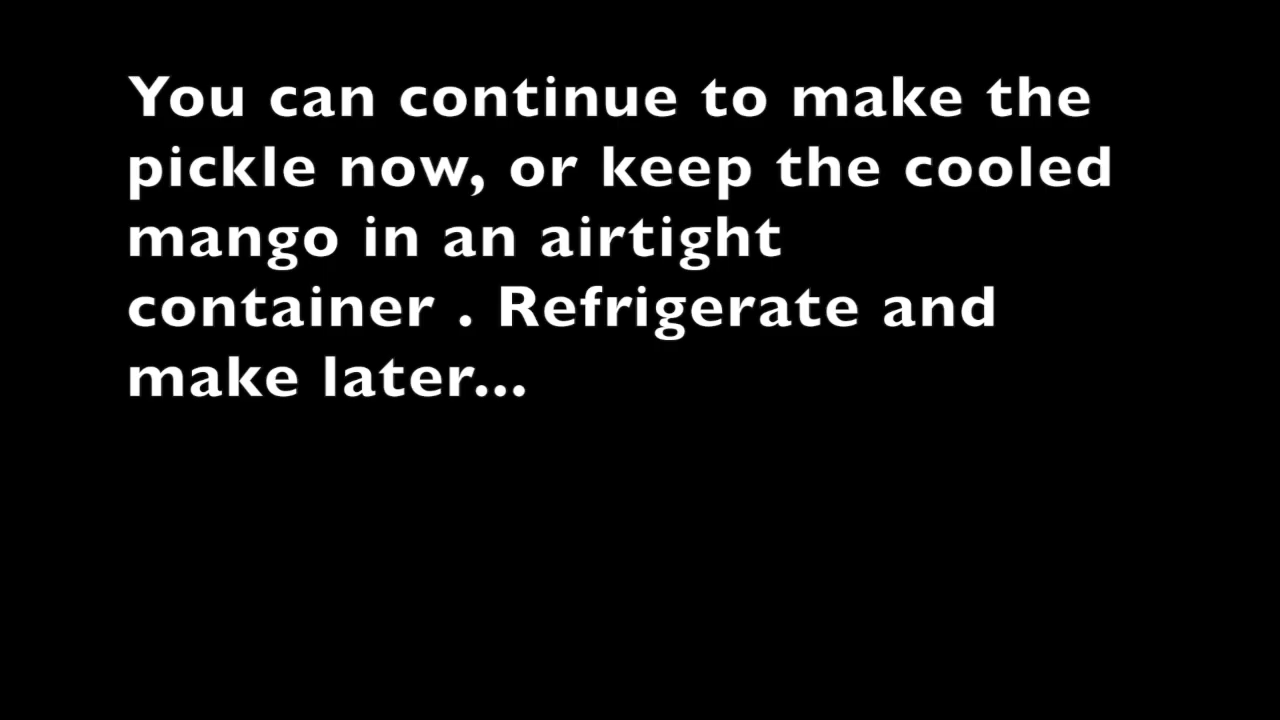 You can continue to make the
pickle now, or keep the cooled
mango in an airtight
container . Refrigerate and
make later...